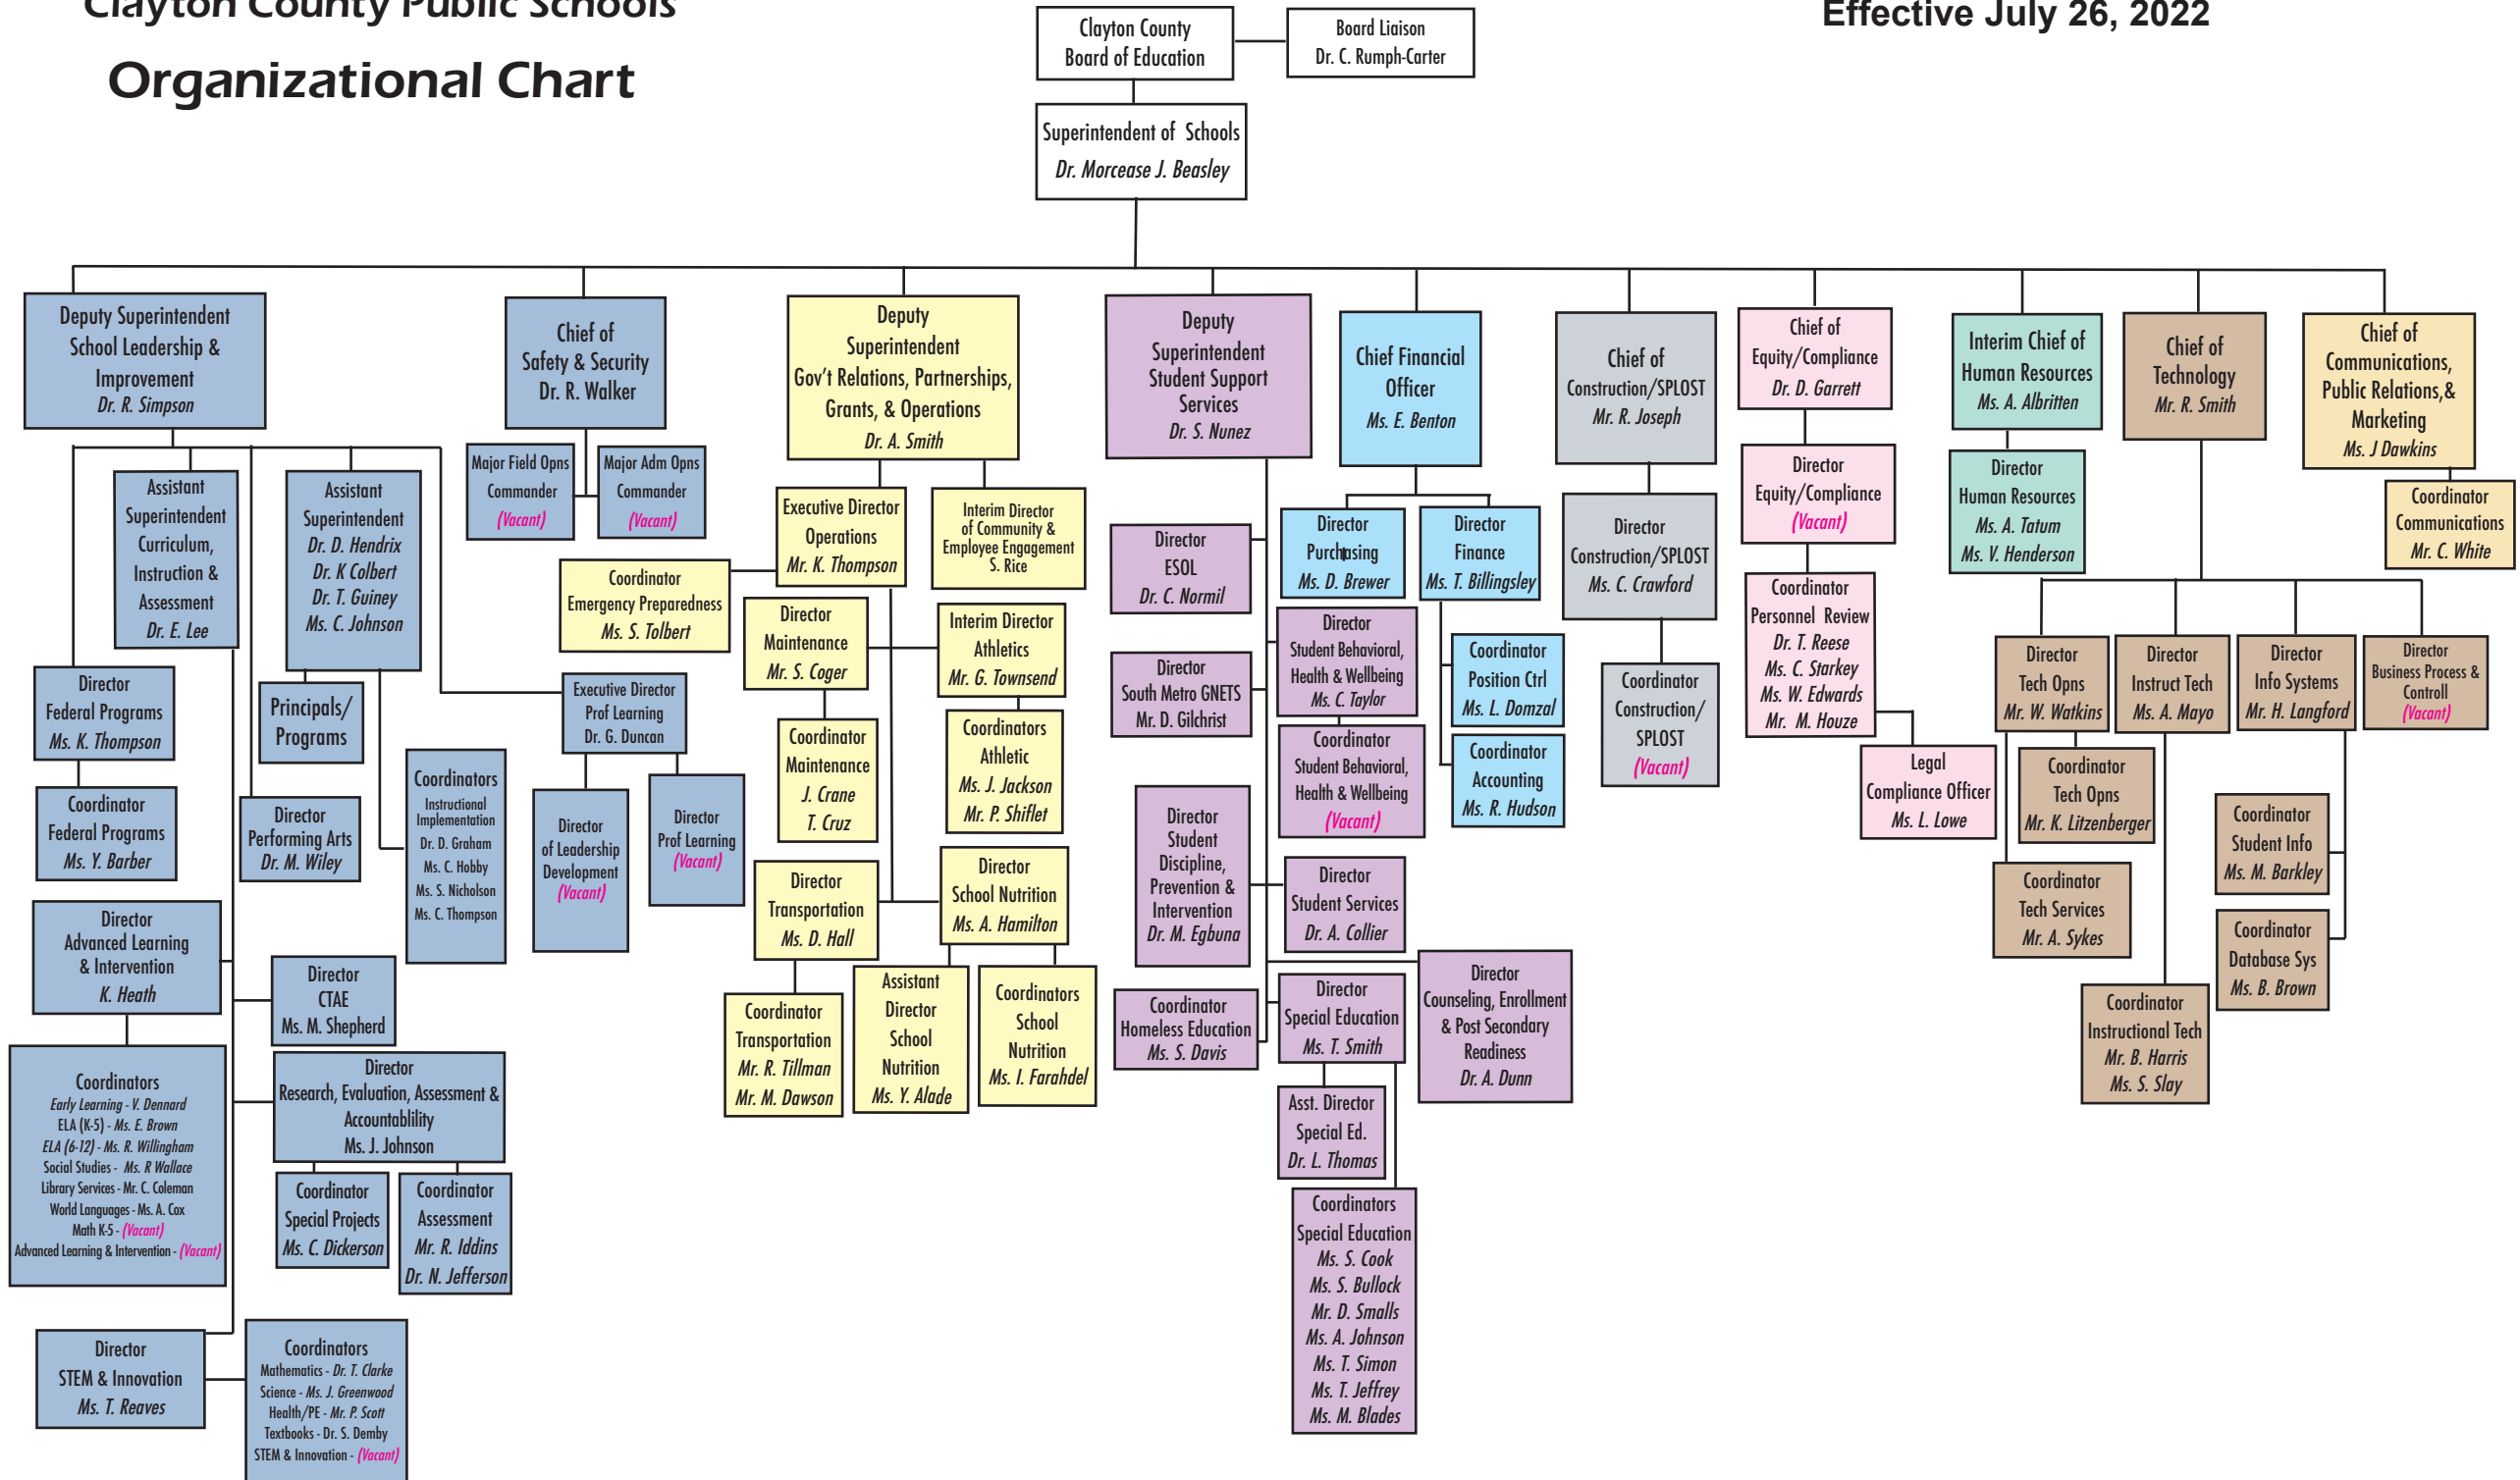 Clayton County Public Schools
Organizational Chart
Effective July 26, 2022
Clayton County
Board of Education
Board Liaison
Dr. C. Rumph-Carter
Superintendent of Schools
Dr. Morcease J. Beasley
Deputy Superintendent
School Leadership &
Improvement
Dr. R. Simpson
Chief of
Safety & Security
Dr. R. Walker
Deputy
Superintendent
Gov't Relations, Partnerships,
Grants, & Operations
Dr. A. Smith
Deputy
Superintendent
Student Support
Services
Dr. S. Nunez
Chief Financial
Officer
Ms. E. Benton
Chief of
Construction/SPLOST
Mr. R. Joseph
Chief of
Equity/Compliance
Dr. D. Garrett
Interim Chief of
Human Resources
Ms. A. Albritten
Chief of
Technology
Mr. R. Smith
Chief of
Communications,
Public Relations,&
Marketing
Ms. J Dawkins
Assistant
Superintendent
Curriculum,
Instruction &
Assessment
Dr. E. Lee
Assistant
Superintendent
Dr. D. Hendrix
Dr. K Colbert
Dr. T. Guiney
Ms. C. Johnson
Major Field Opns
Commander
(Vacant)
Major Adm Opns
Commander
(Vacant)
Executive Director
Operations
Mr. K. Thompson
Interim Director
of Community &
Employee Engagement
S. Rice
Coordinator
Emergency Preparedness
Ms. S. Tolbert
Director
Maintenance
Mr. S. Coger
Interim Director
Athletics
Mr. G. Townsend
Director
ESOL
Dr. C. Normil
Director
Purchasing
Ms. D. Brewer
Director
Finance
Ms. T. Billingsley
Director
Construction/SPLOST
Ms. C. Crawford
Director
Equity/Compliance
(Vacant)
Director
Human Resources
Ms. A. Tatum
Ms. V. Henderson
Coordinator
Communications
Mr. C. White
Director
Federal Programs
Ms. K. Thompson
Principals/
Programs
Executive Director
Prof Learning
Dr. G. Duncan
Coordinator
Maintenance
J. Crane
T. Cruz
Coordinators
Athletic
Ms. J. Jackson
Mr. P. Shiflet
Director
South Metro GNETS
Mr. D. Gilchrist
Director
Student Behavioral,
Health & Wellbeing
Ms. C. Taylor
Coordinator
Position Ctrl
Ms. L. Domzal
Coordinator
Construction/
SPLOST
(Vacant)
Coordinator
Personnel Review
Dr. T. Reese
Ms. C. Starkey
Ms. W. Edwards
Mr. M. Houze
Director
Tech Opns
Mr. W. Watkins
Director
Instruct Tech
Ms. A. Mayo
Director
Info Systems
Mr. H. Langford
Director
Business Process &
Controll
(Vacant)
Coordinator
Federal Programs
Ms. Y. Barber
Director
Performing Arts
Dr. M. Wiley
Coordinators
Instructional
Implementation
Dr. D. Graham
Ms. C. Hobby
Ms. S. Nicholson
Ms. C. Thompson
Director
of Leadership
Development
(Vacant)
Director
Prof Learning
(Vacant)
Coordinator
Student Behavioral,
Health & Wellbeing
(Vacant)
Coordinator
Accounting
Ms. R. Hudson
Legal
Compliance Officer
Ms. L. Lowe
Coordinator
Tech Opns
Mr. K. Litzenberger
Coordinator
Student Info
Ms. M. Barkley
Director
Advanced Learning
& Intervention
K. Heath
Director
Transportation
Ms. D. Hall
Director
School Nutrition
Ms. A. Hamilton
Director
Student
Discipline,
Prevention &
Intervention
Dr. M. Egbuna
Director
Student Services
Dr. A. Collier
Coordinator
Tech Services
Mr. A. Sykes
Coordinator
Database Sys
Ms. B. Brown
Director
CTAE
Ms. M. Shepherd
Coordinator
Transportation
Mr. R. Tillman
Mr. M. Dawson
Assistant
Director
School
Nutrition
Ms. Y. Alade
Coordinators
School
Nutrition
Ms. I. Farahdel
Coordinator
Homeless Education
Ms. S. Davis
Director
Special Education
Ms. T. Smith
Director
Counseling, Enrollment
& Post Secondary
Readiness
Dr. A. Dunn
Coordinator
Instructional Tech
Mr. B. Harris
Ms. S. Slay
Coordinators
Early Learning - V. Dennard
ELA (K-5) - Ms. E. Brown
ELA (6-12) - Ms. R. Willingham
Social Studies - Ms. R Wallace
Library Services - Mr. C. Coleman
World Languages - Ms. A. Cox
Math K-5 - (Vacant)
Advanced Learning & Intervention - (Vacant)
Director
Research, Evaluation, Assessment &
Accountablility
Ms. J. Johnson
Coordinator
Special Projects
Ms. C. Dickerson
Coordinator
Assessment
Mr. R. Iddins
Dr. N. Jefferson
Asst. Director
Special Ed.
Dr. L. Thomas
Coordinators
Special Education
Ms. S. Cook
Ms. S. Bullock
Mr. D. Smalls
Ms. A. Johnson
Ms. T. Simon
Ms. T. Jeffrey
Ms. M. Blades
Director
STEM & Innovation
Ms. T. Reaves
Coordinators
Mathematics - Dr. T. Clarke
Science - Ms. J. Greenwood
Health/PE - Mr. P. Scott
Textbooks - Dr. S. Demby
STEM & Innovation - (Vacant)